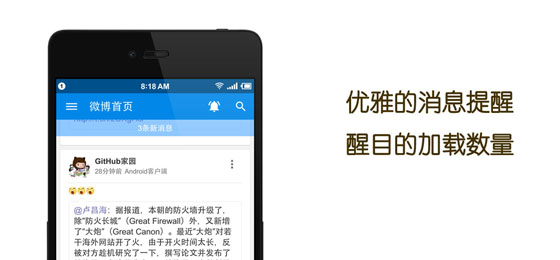 8:18 AM
微博首页
3条新消息
GitHub家园
28分钟前 Android客户端
@卢昌海：据报道，本朝的防火墙升级了，
除“防火长城”（Great Firewall）外，又新增
了“大炮”（Great Canon）。最近“大炮”对若
干海外网站开了火，由于开火时间太长，反
被对方趁机研究了一下，撰写论文并发布了
优雅的消息提醒
醒目的加载数量